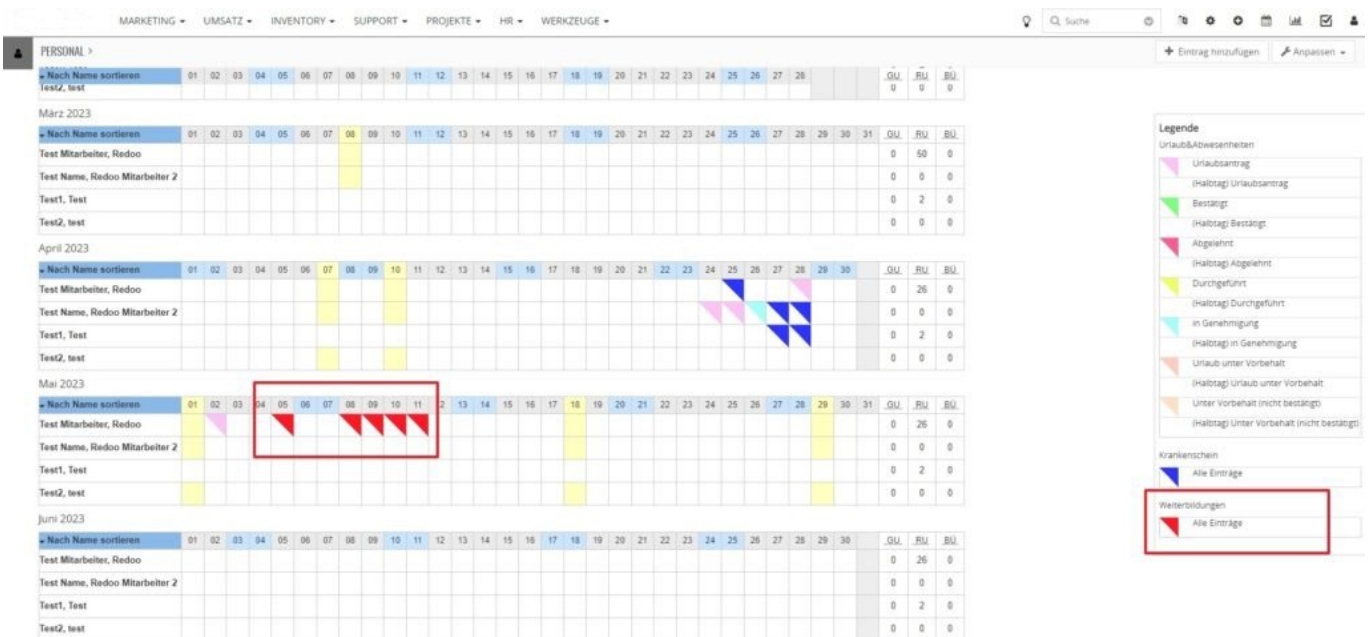 MARKETING UMSATZ INVENTORY SUPPORT PROJEKTE HR WERKZEUGE Suche
PERSONAL > Eintrag hinzufügen Anpassen
Nach Name sortieren 01 02 03 04 05 06 07 08 09 10 11 12 13 14 15 16 17 18 19 20 21 22 23 24 25 26 27 28 GU RU BÜ
Test2, test 0 0 0
März 2023
Nach Name sortieren 01 02 03 04 05 06 07 08 09 10 11 12 13 14 15 16 17 18 19 20 21 22 23 24 25 26 27 28 29 30 31 GU RU BÜ
Test Mitarbeiter, Redoo 0 50 0
Test Name, Redoo Mitarbeiter 2 0 0 0
Test1, Test 0 2 0
Test2, test 0 0 0
April 2023
Nach Name sortieren 01 02 03 04 05 06 07 08 09 10 11 12 13 14 15 16 17 18 19 20 21 22 23 24 25 26 27 28 29 30 GU RU BÜ
Test Mitarbeiter, Redoo 0 26 0
Test Name, Redoo Mitarbeiter 2 0 0 0
Test1, Test 0 2 0
Test2, test 0 0 0
Mai 2023
Nach Name sortieren 01 02 03 04 05 06 07 08 09 10 11 2 13 14 15 16 17 18 19 20 21 22 23 24 25 26 27 28 29 30 31 GU RU BÜ
Test Mitarbeiter, Redoo 0 26 0
Test Name, Redoo Mitarbeiter 2 0 0 0
Test1, Test 0 2 0
Test2, test 0 0 0
Juni 2023
Nach Name sortieren 01 02 03 04 05 06 07 08 09 10 11 12 13 14 15 16 17 18 19 20 21 22 23 24 25 26 27 28 29 30 GU RU BÜ
Test Mitarbeiter, Redoo 0 26 0
Test Name, Redoo Mitarbeiter 2 0 0 0
Test1, Test 0 2 0
Test2, test 0 0 0
Legende
Urlaub&Abwesenheiten
Urlaubsantrag
(Halbtag) Urlaubsantrag
Bestätigt
(Halbtag) Bestätigt
Abgelehnt
(Halbtag) Abgelehnt
Durchgeführt
(Halbtag) Durchgeführt
in Genehmigung
(Halbtag) in Genehmigung
Urlaub unter Vorbehalt
(Halbtag) Urlaub unter Vorbehalt
Unter Vorbehalt (nicht bestätigt)
(Halbtag) Unter Vorbehalt (nicht bestätigt)
Krankenschein
Alle Einträge
Weiterbildungen
Alle Einträge